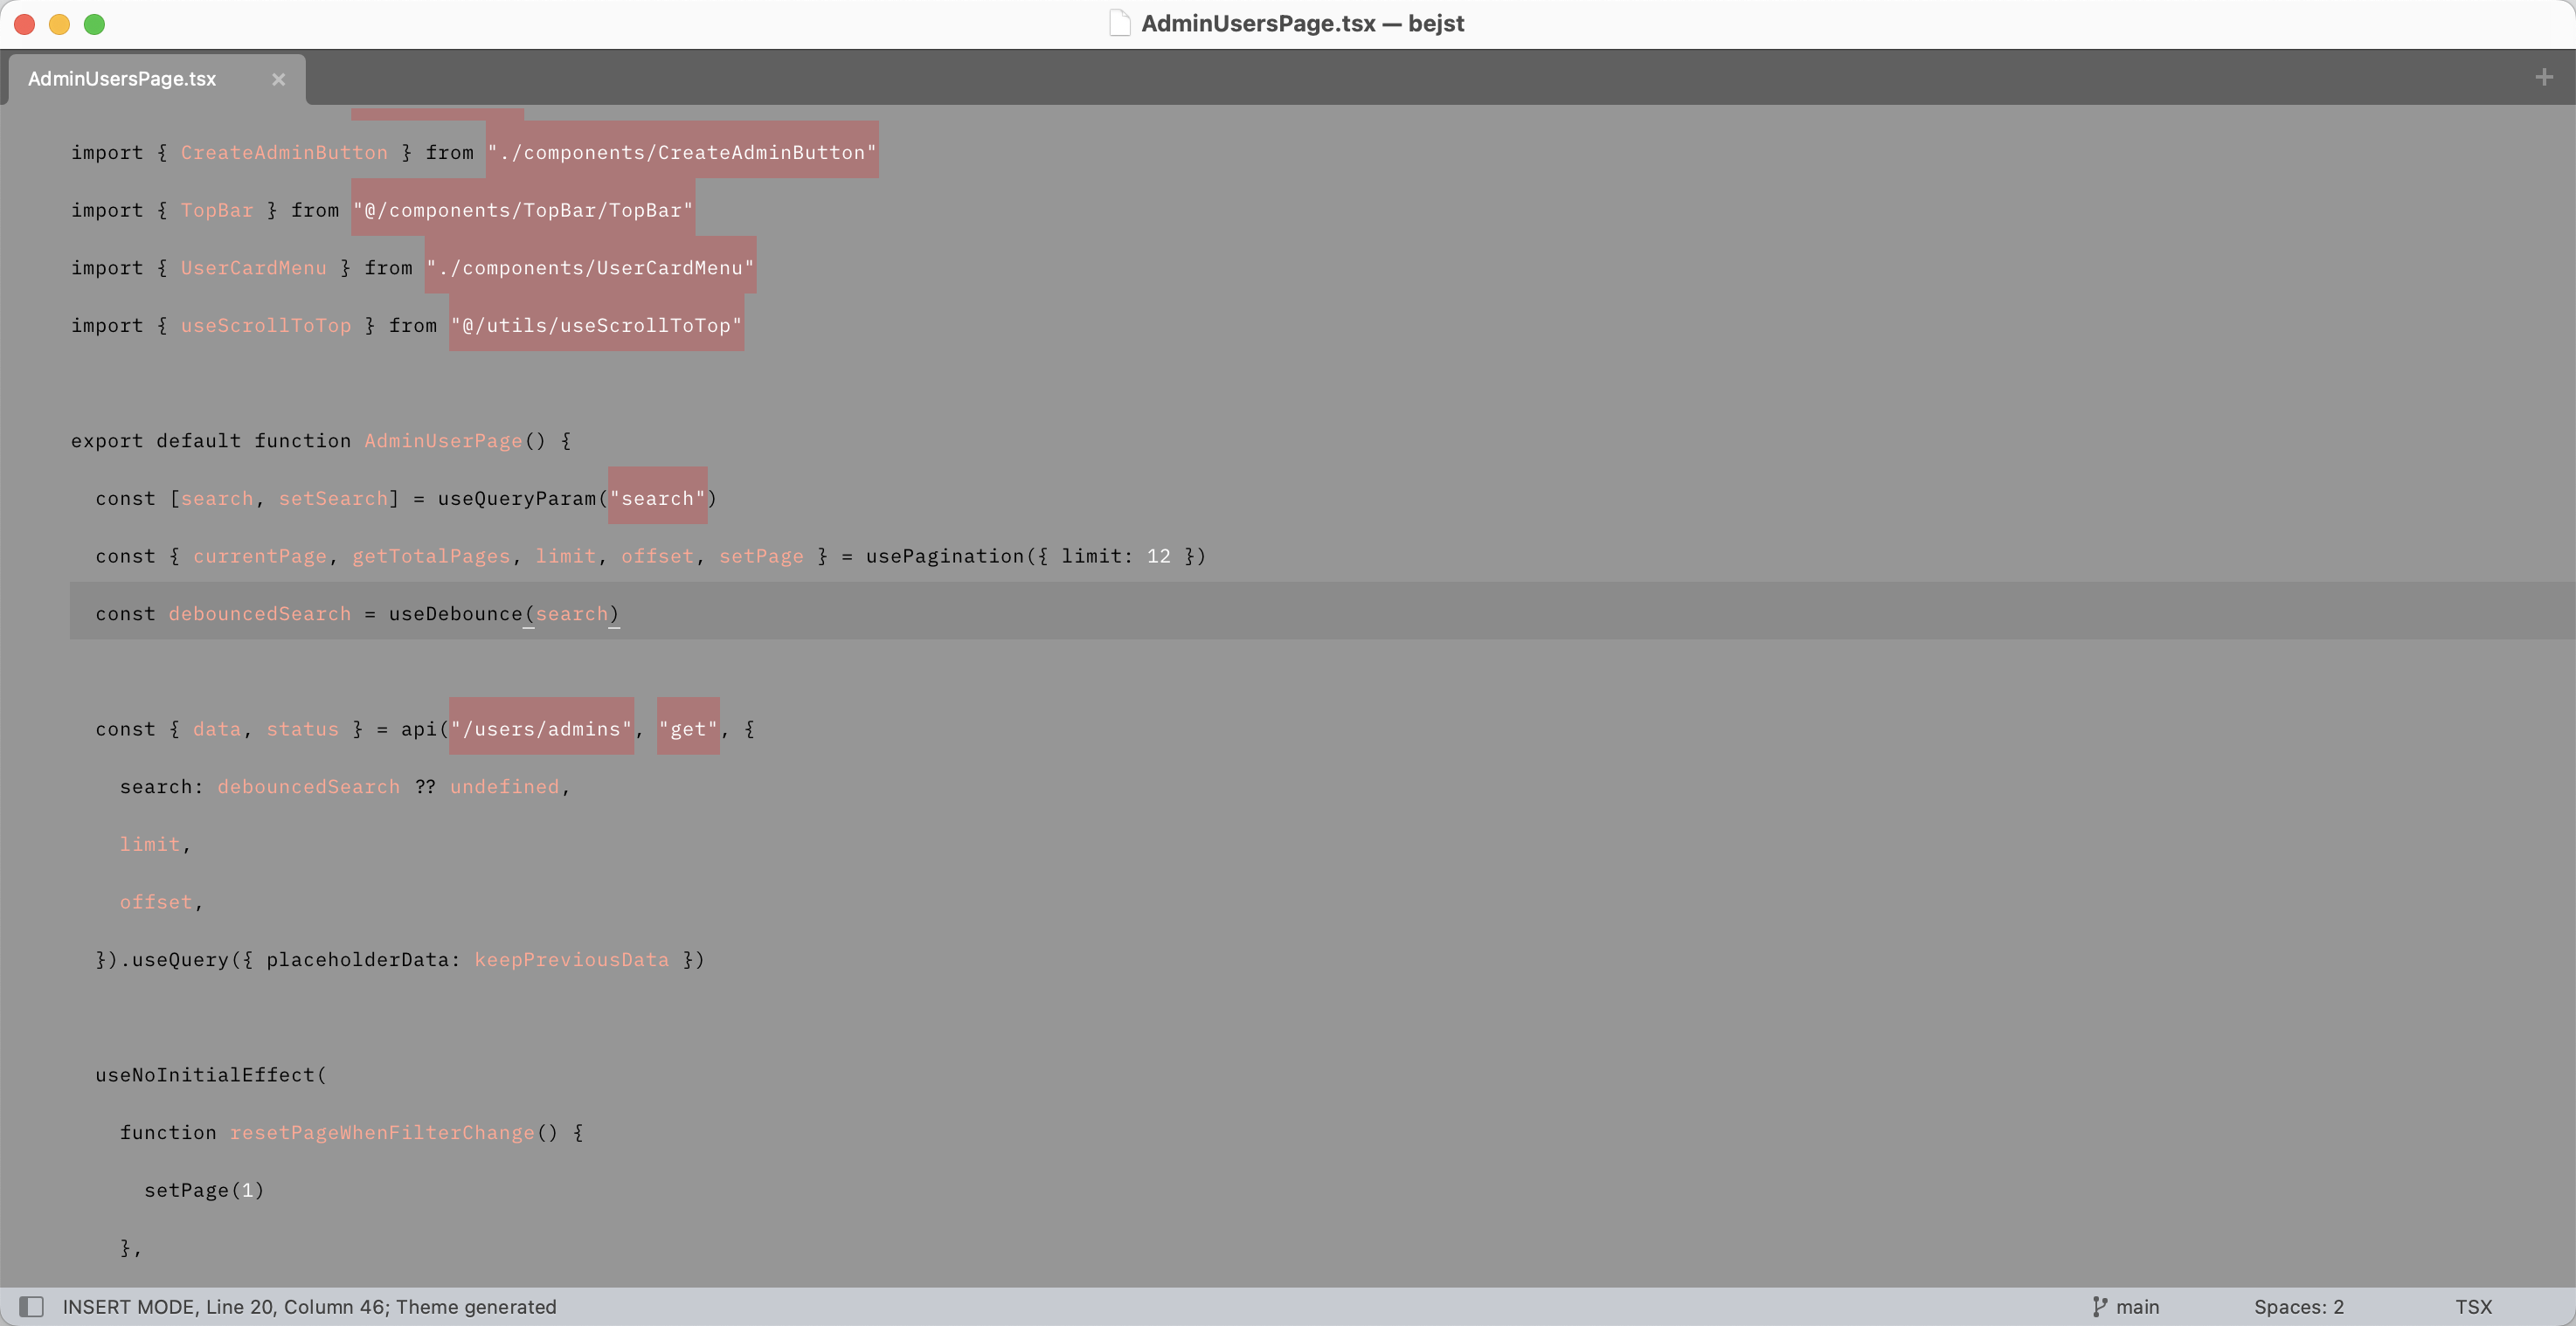 AdminUsersPage.tsx — bejst
AdminUsersPage.tsx
import { CreateAdminButton } from "./components/CreateAdminButton"
import { TopBar } from "@/components/TopBar/TopBar"
import { UserCardMenu } from "./components/UserCardMenu"
import { useScrollToTop } from "@/utils/useScrollToTop"
export default function AdminUserPage() {
const [search, setSearch] = useQueryParam("search")
const { currentPage, getTotalPages, limit, offset, setPage } = usePagination({ limit: 12 })
const debouncedSearch = useDebounce(search)
const { data, status } = api("/users/admins", "get", {
search: debouncedSearch ?? undefined,
limit,
offset,
}).useQuery({ placeholderData: keepPreviousData })
useNoInitialEffect(
function resetPageWhenFilterChange() {
setPage(1)
},
INSERT MODE, Line 20, Column 46; Theme generated
main
Spaces: 2
TSX